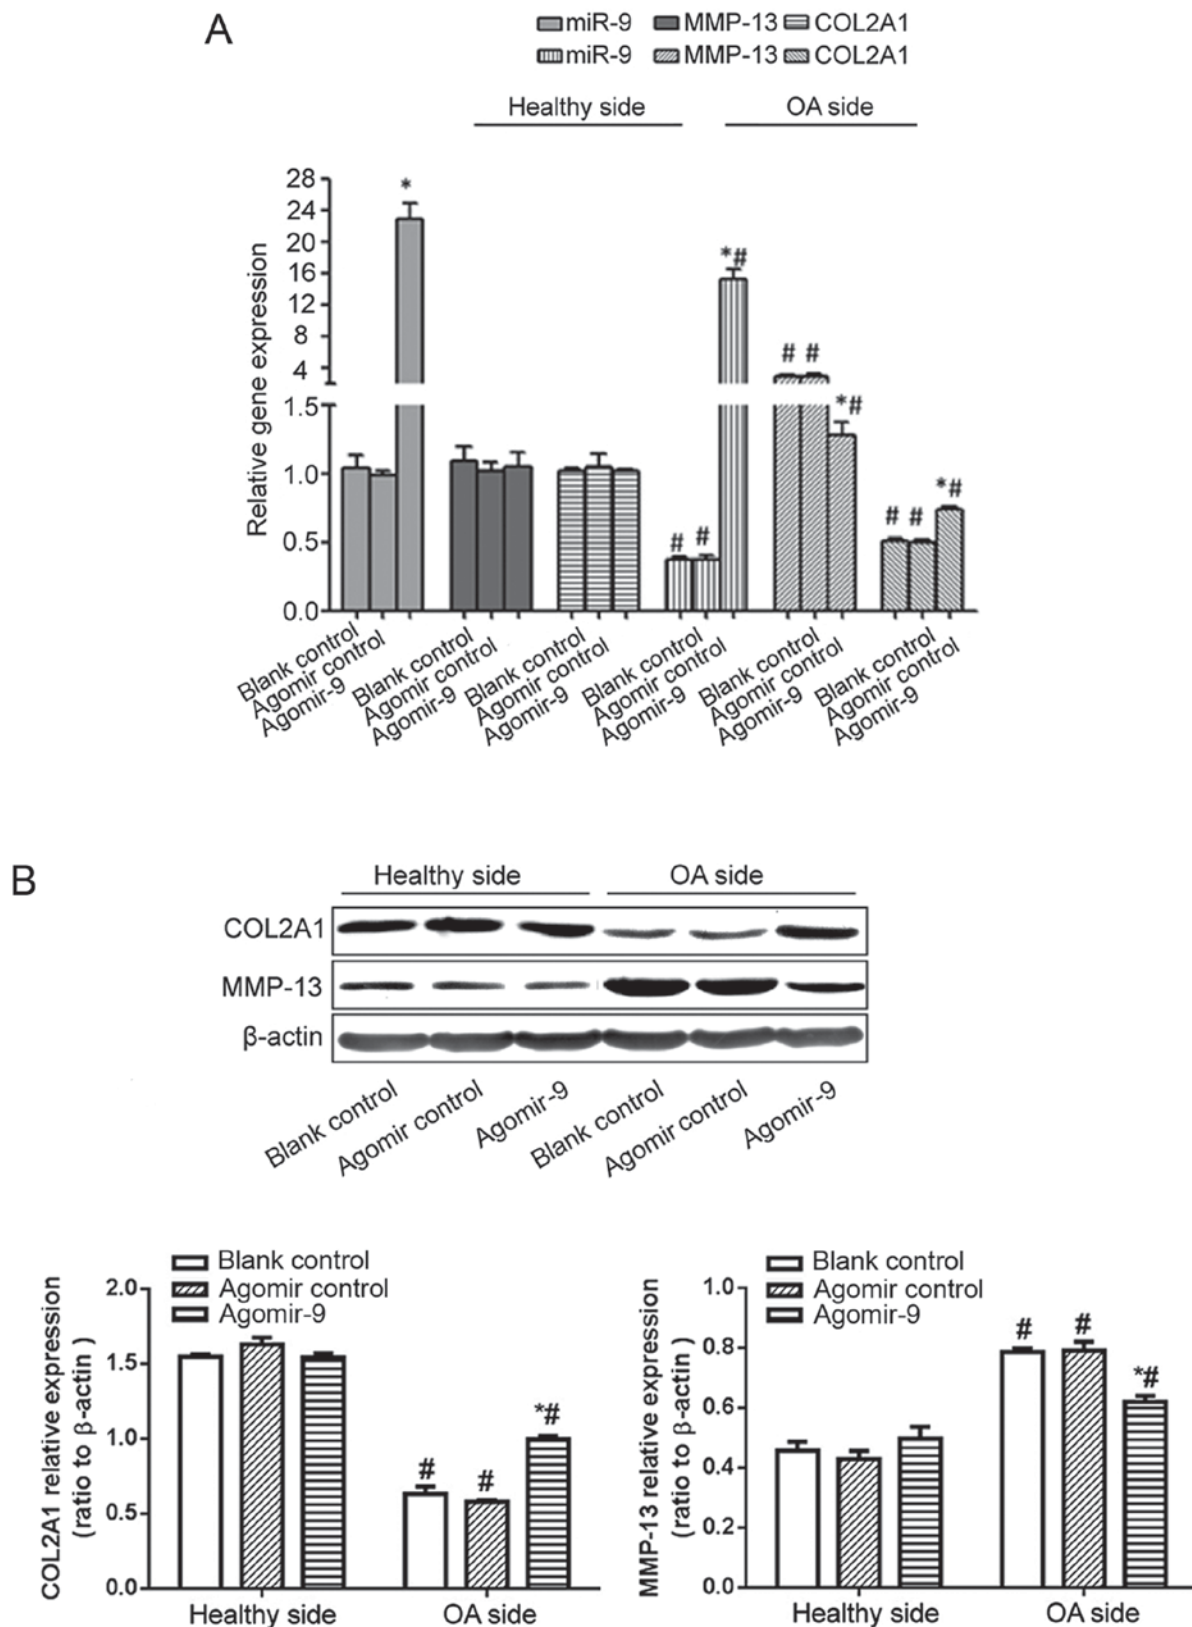 A
miR-9 MMP-13 COL2A1
miR-9 MMP-13 COL2A1
Healthy side OA side
Relative gene expression
28
24
20
16
12
8
4
1.5
1.0
0.5
0.0
* *# # # *# # # *# # #
Blank control Agomir control Agomir-9
Blank control Agomir control Agomir-9
Blank control Agomir control Agomir-9
Blank control Agomir control Agomir-9
Blank control Agomir control Agomir-9
Blank control Agomir control Agomir-9
B
Healthy side OA side
COL2A1
MMP-13
β-actin
Blank control Agomir control Agomir-9 Blank control Agomir control Agomir-9
COL2A1 relative expression
(ratio to β-actin )
Blank control
Agomir control
Agomir-9
2.0
1.5
1.0
0.5
0.0
# # *#
Healthy side OA side
MMP-13 relative expression
(ratio to β-actin )
Blank control
Agomir control
Agomir-9
1.0
0.8
0.6
0.4
0.2
0.0
# # *#
Healthy side OA side